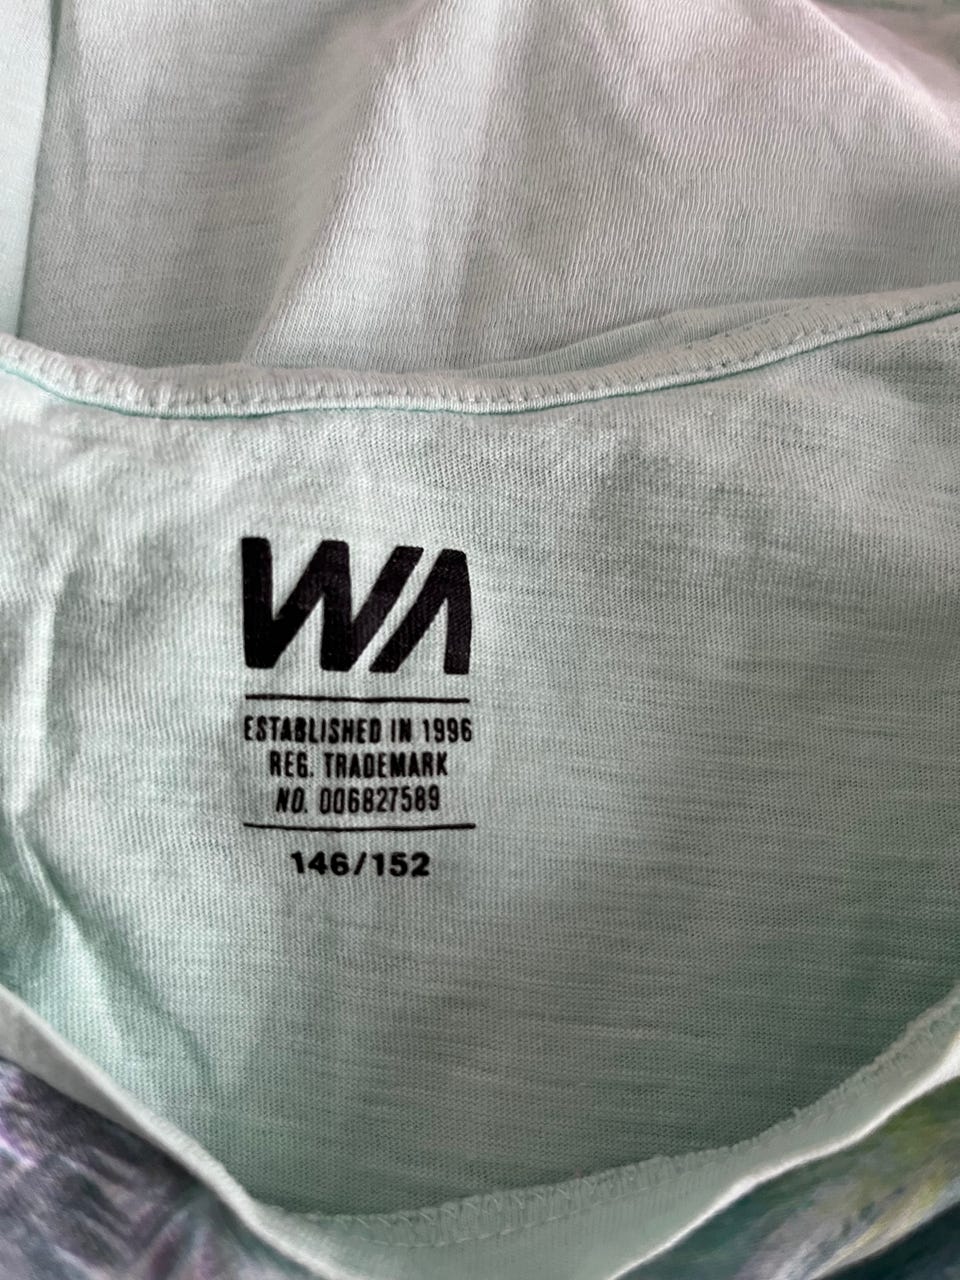 WA
ESTABLISHED IN 1996
REG. TRADEMARK
NO. 006827589
146/152